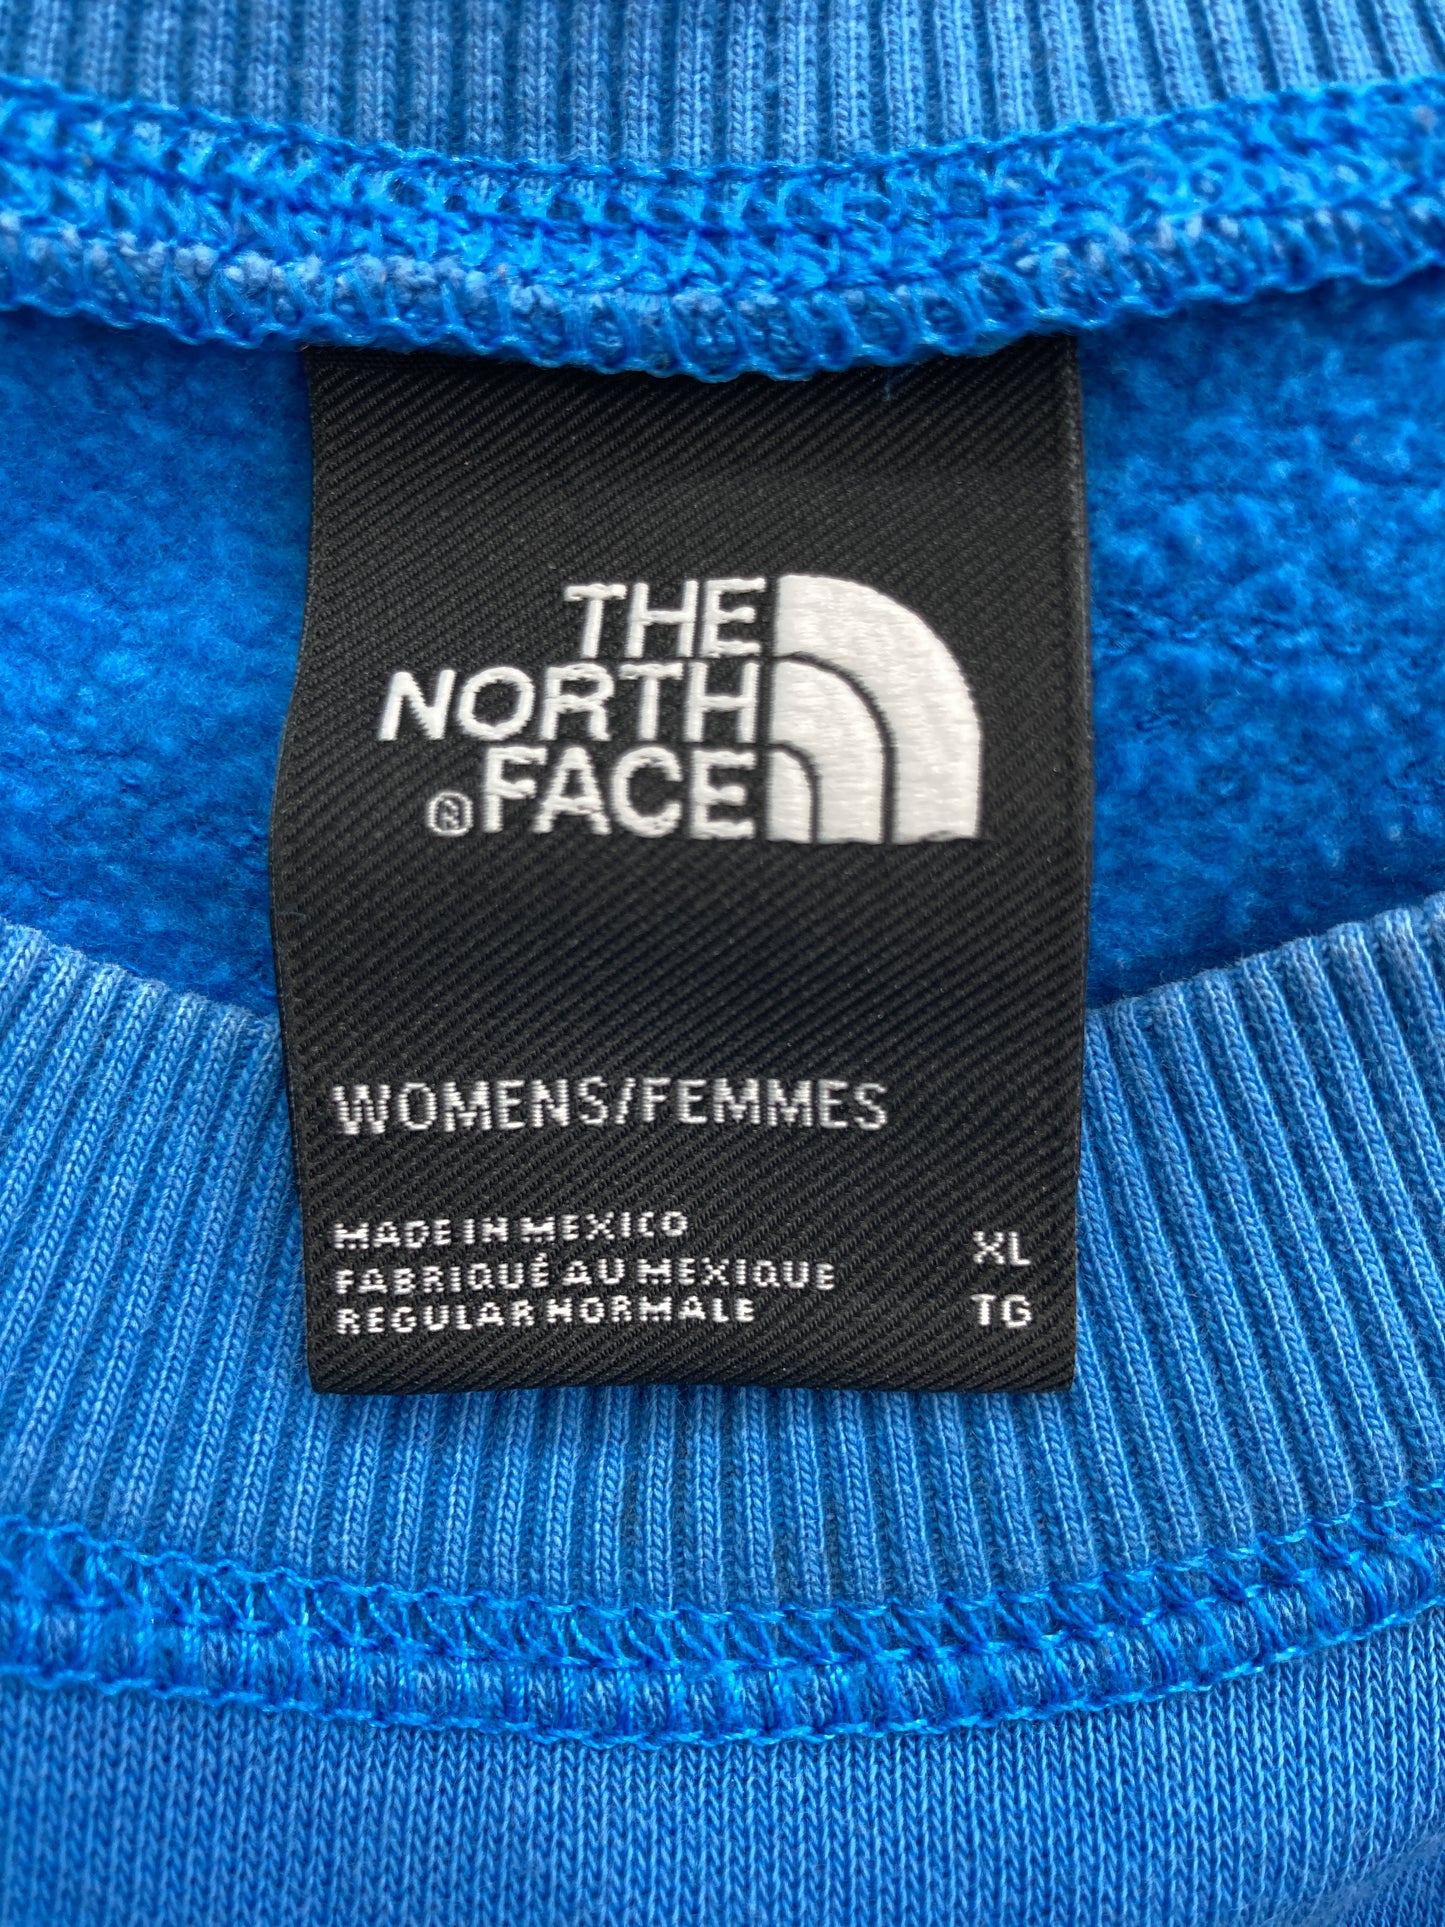 THE
NORTH
®FACE
WOMENS/FEMMES
MADE IN MEXICO
FABRIQUÉ AU MEXIQUE
REGULAR NORMALE
XL
TG